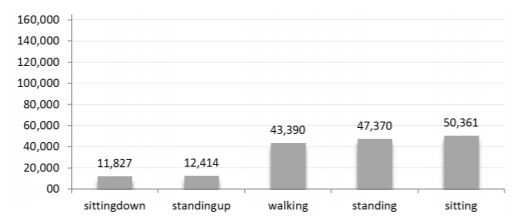 160,000
140,000
120,000
100,000
80,000
60,000
40,000
20,000
00
11,827
12,414
43,390
47,370
50,361
sittingdown
standingup
walking
standing
sitting